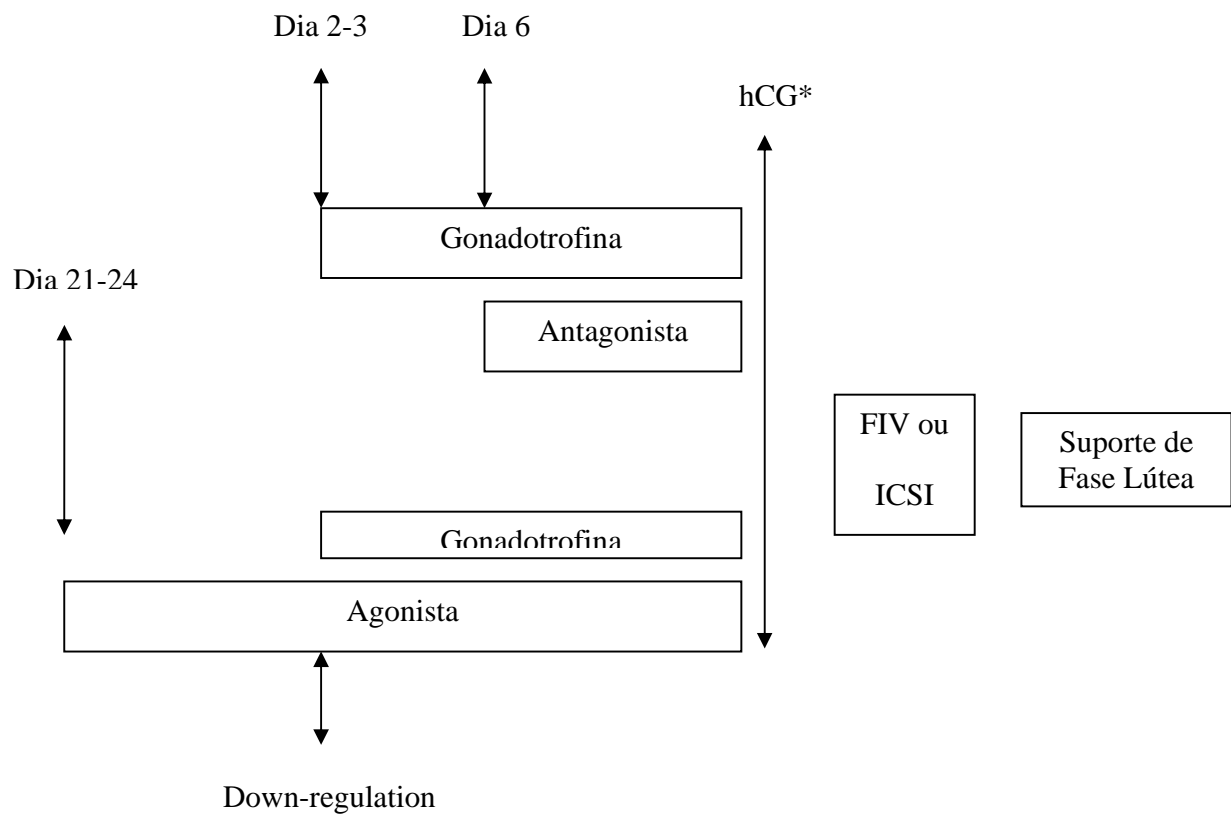 Dia 2-3
Dia 6
hCG*
Gonadotrofina
Dia 21-24
Antagonista
FIV ou
ICSI
Suporte de
Fase Lútea
Gonadotrofina
Agonista
Down-regulation